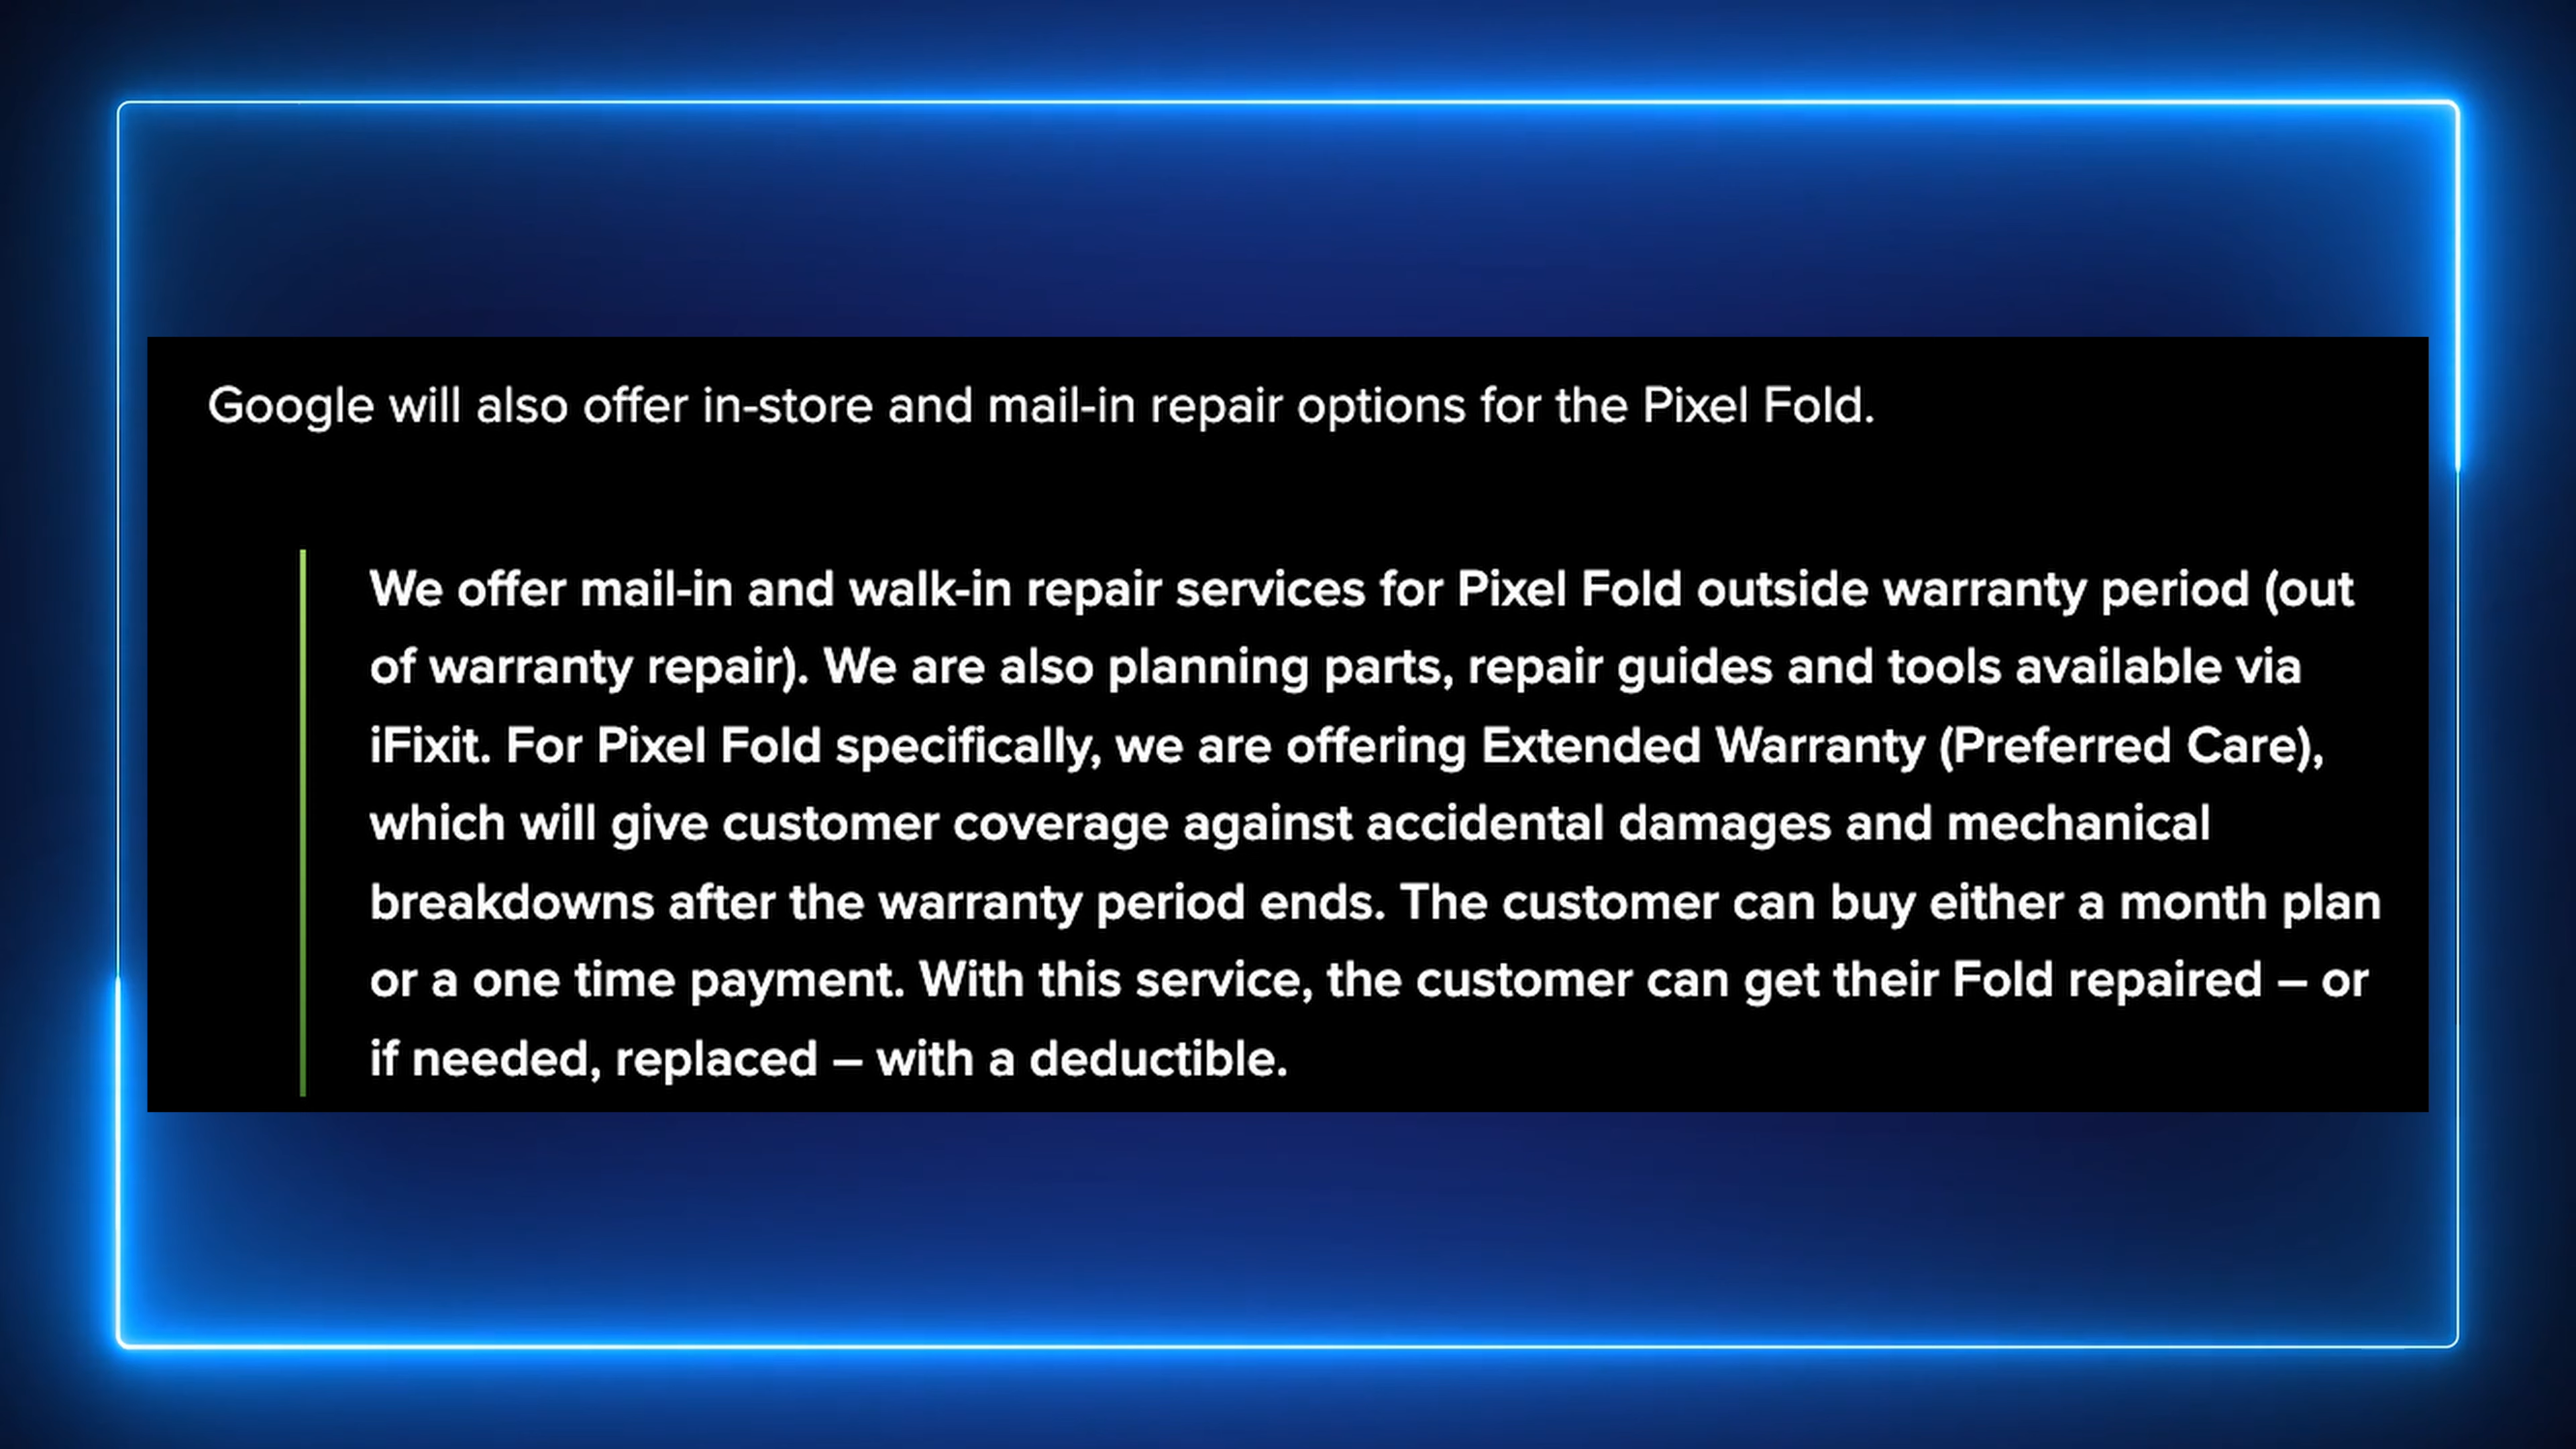 Google will also offer in-store and mail-in repair options for the Pixel Fold.
We offer mail-in and walk-in repair services for Pixel Fold outside warranty period (out
of warranty repair). We are also planning parts, repair guides and tools available via
iFixit. For Pixel Fold specifically, we are offering Extended Warranty (Preferred Care),
which will give customer coverage against accidental damages and mechanical
breakdowns after the warranty period ends. The customer can buy either a month plan
or a one time payment. With this service, the customer can get their Fold repaired – or
if needed, replaced – with a deductible.